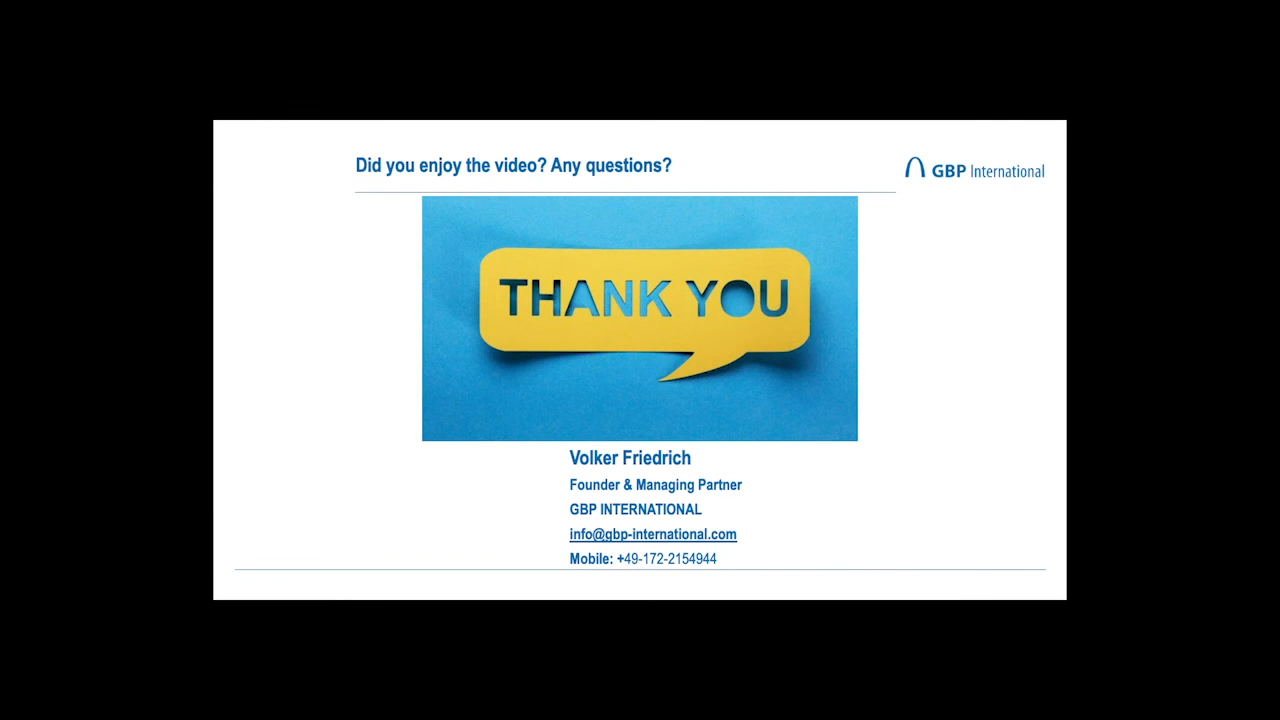 Did you enjoy the video? Any questions?
GBP International
THANK YOU
Volker Friedrich
Founder & Managing Partner
GBP INTERNATIONAL
info@gbp-international.com
Mobile: +49-172-2154944